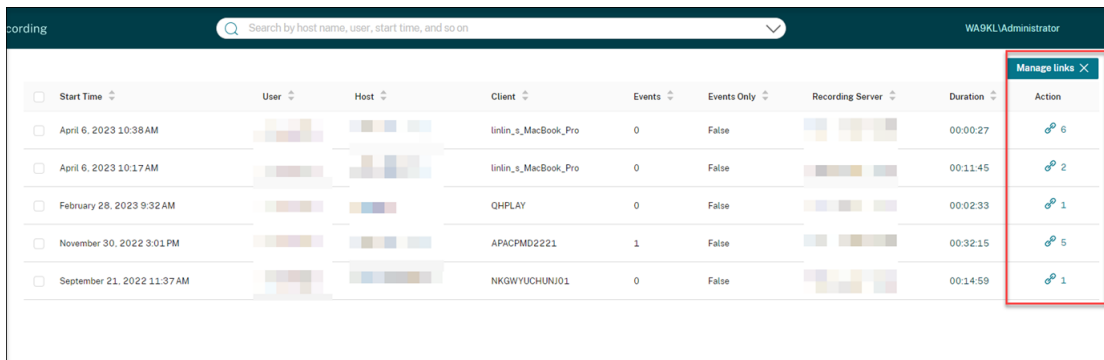 cording
Search by host name, user, start time, and so on
WA9KL\Administrator
Manage links
Start Time User Host Client Events Events Only Recording Server Duration Action
April 6, 2023 10:38 AM linlin_s_MacBook_Pro 0 False 00:00:27 6
April 6, 2023 10:17 AM linlin_s_MacBook_Pro 0 False 00:11:45 2
February 28, 2023 9:32 AM QHPLAY 0 False 00:02:33 1
November 30, 2022 3:01 PM APACPMD2221 1 False 00:32:15 5
September 21, 2022 11:37 AM NKGWYUCHUNJ01 0 False 00:14:59 1